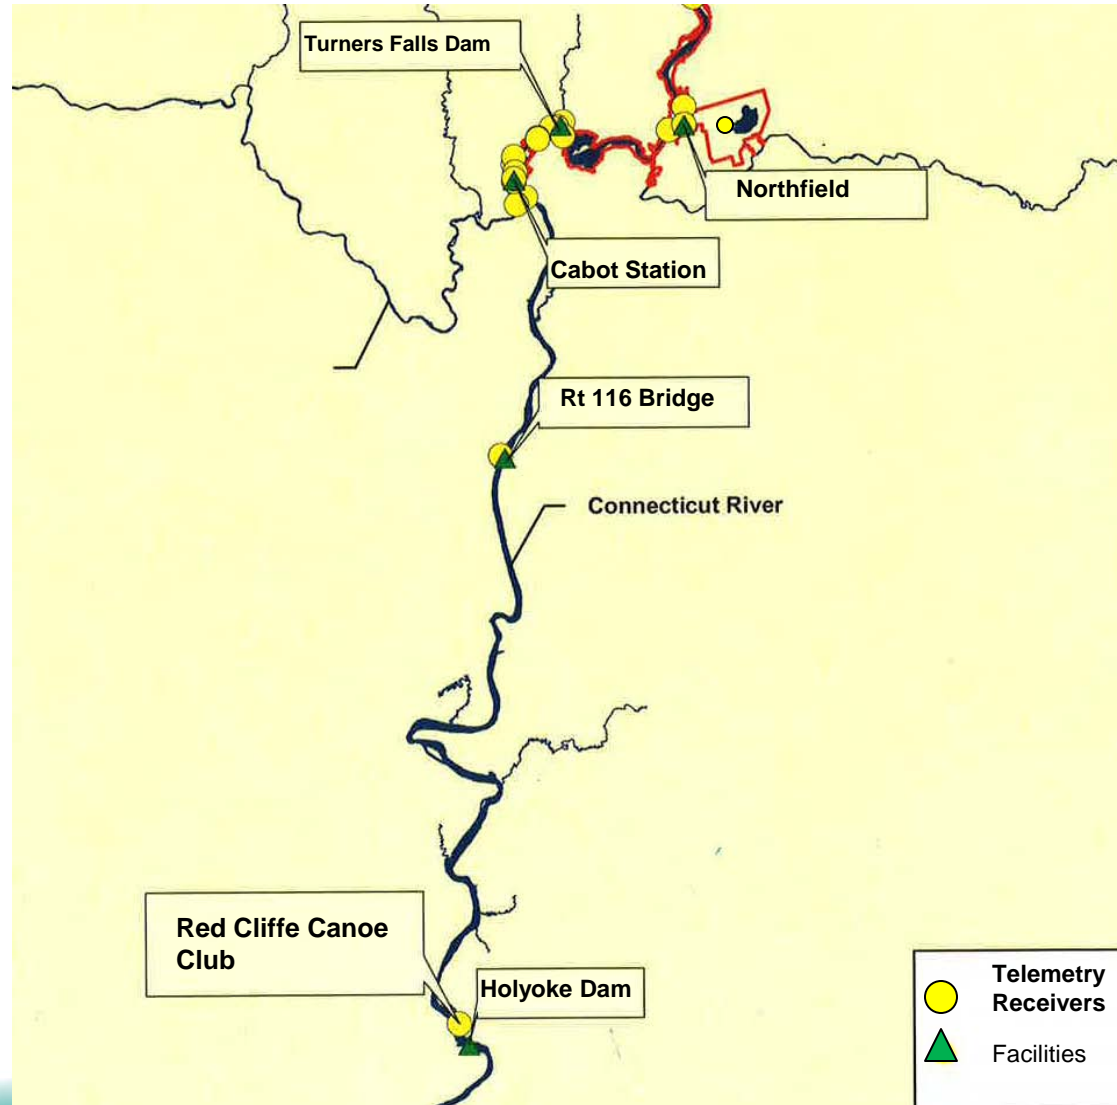 Turners Falls Dam
Northfield
Cabot Station
Rt 116 Bridge
Connecticut River
Red Cliffe Canoe
Club
Holyoke Dam
Telemetry
Receivers
Facilities